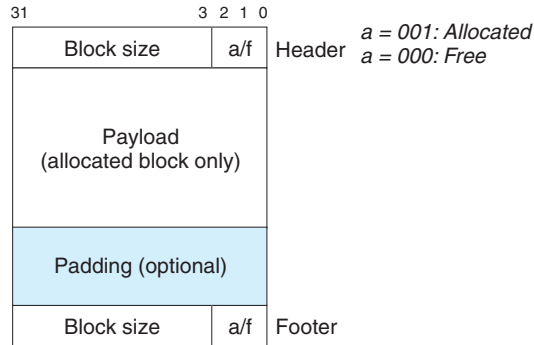 31 3 2 1 0
Block size a/f Header
a = 001: Allocated
a = 000: Free
Payload
(allocated block only)
Padding (optional)
Block size a/f Footer